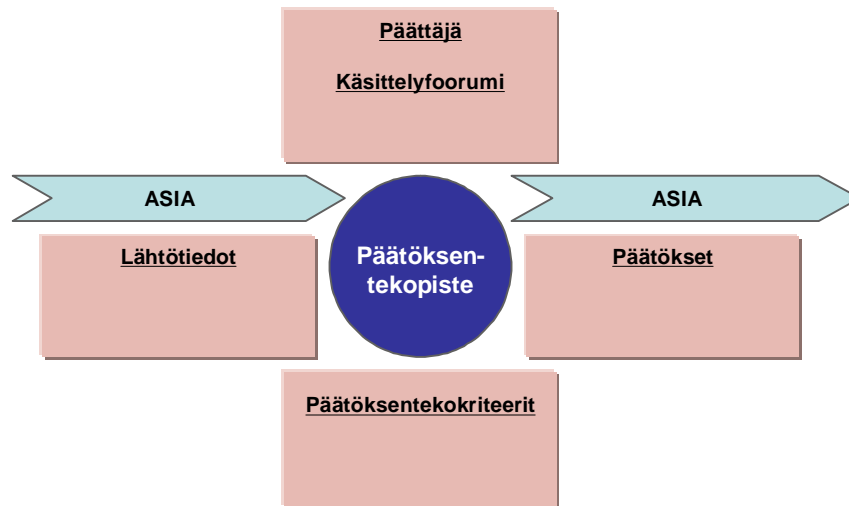 Päättäjä
Käsittelyfoorumi
ASIA
ASIA
Lähtötiedot
Päätöksen-
tekopiste
Päätökset
Päätöksentekokriteerit